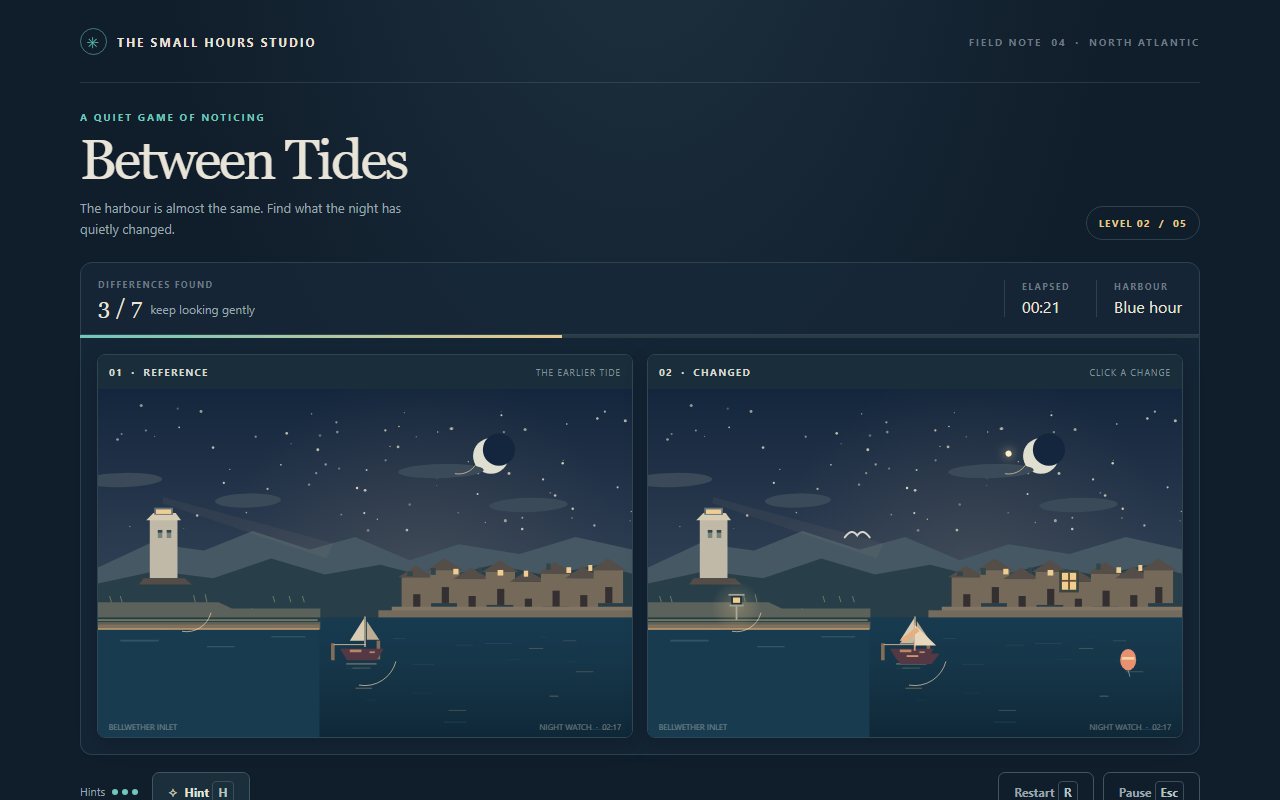 THE SMALL HOURS STUDIO
FIELD NOTE 04 · NORTH ATLANTIC
A QUIET GAME OF NOTICING
Between Tides
The harbour is almost the same. Find what the night has
quietly changed.
LEVEL 02 / 05
DIFFERENCES FOUND
3 / 7 keep looking gently
ELAPSED
00:21
HARBOUR
Blue hour
01 · REFERENCE
THE EARLIER TIDE
02 · CHANGED
CLICK A CHANGE
BELLWETHER INLET
NIGHT WATCH · 02:17
BELLWETHER INLET
NIGHT WATCH · 02:17
Hints
Hint H
Restart R
Pause Esc